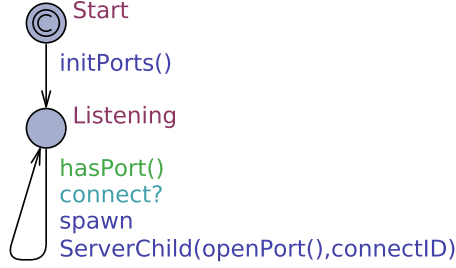 Start
initPorts()
Listening
hasPort()
connect?
spawn
ServerChild(openPort(),connectID)